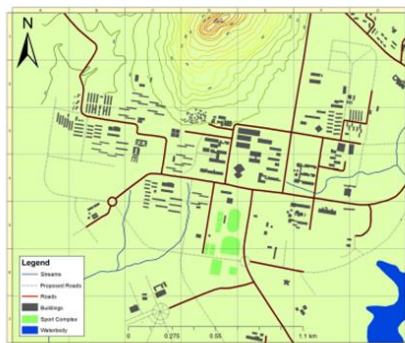 N
Legend
Streams
Proposed Roads
Roads
Buildings
Sport Complex
Waterbody
0 0.275 0.55 1.1 km